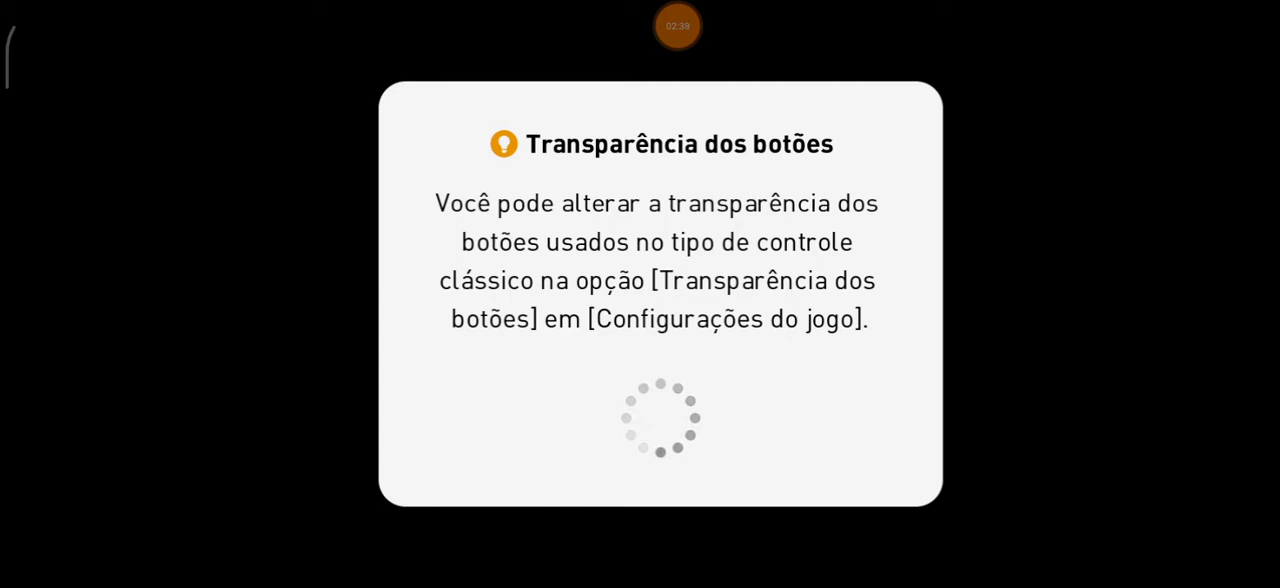 02:38
Transparência dos botões
Você pode alterar a transparência dos
botões usados no tipo de controle
clássico na opção [Transparência dos
botões] em [Configurações do jogo].